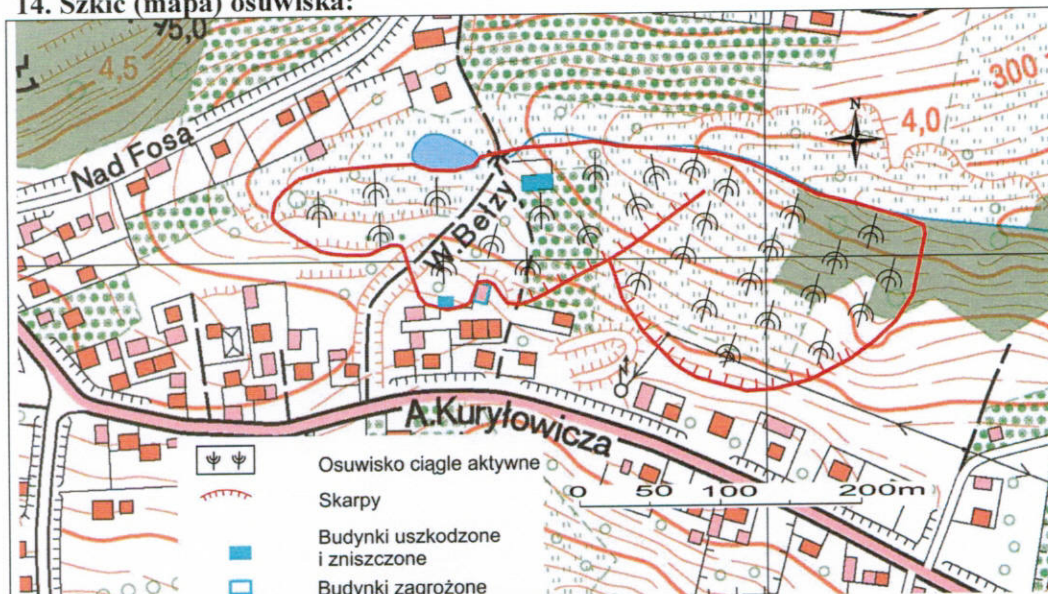 14. Szkic (mapa) osuwiska:
75,0
4,5
300
4,0
N
Nad Fosą
W. Bełzy
A.Kuryłowicza
0 50 100 200m
Osuwisko ciągle aktywne
Skarpy
Budynki uszkodzone
i zniszczone
Budynki zagrożone